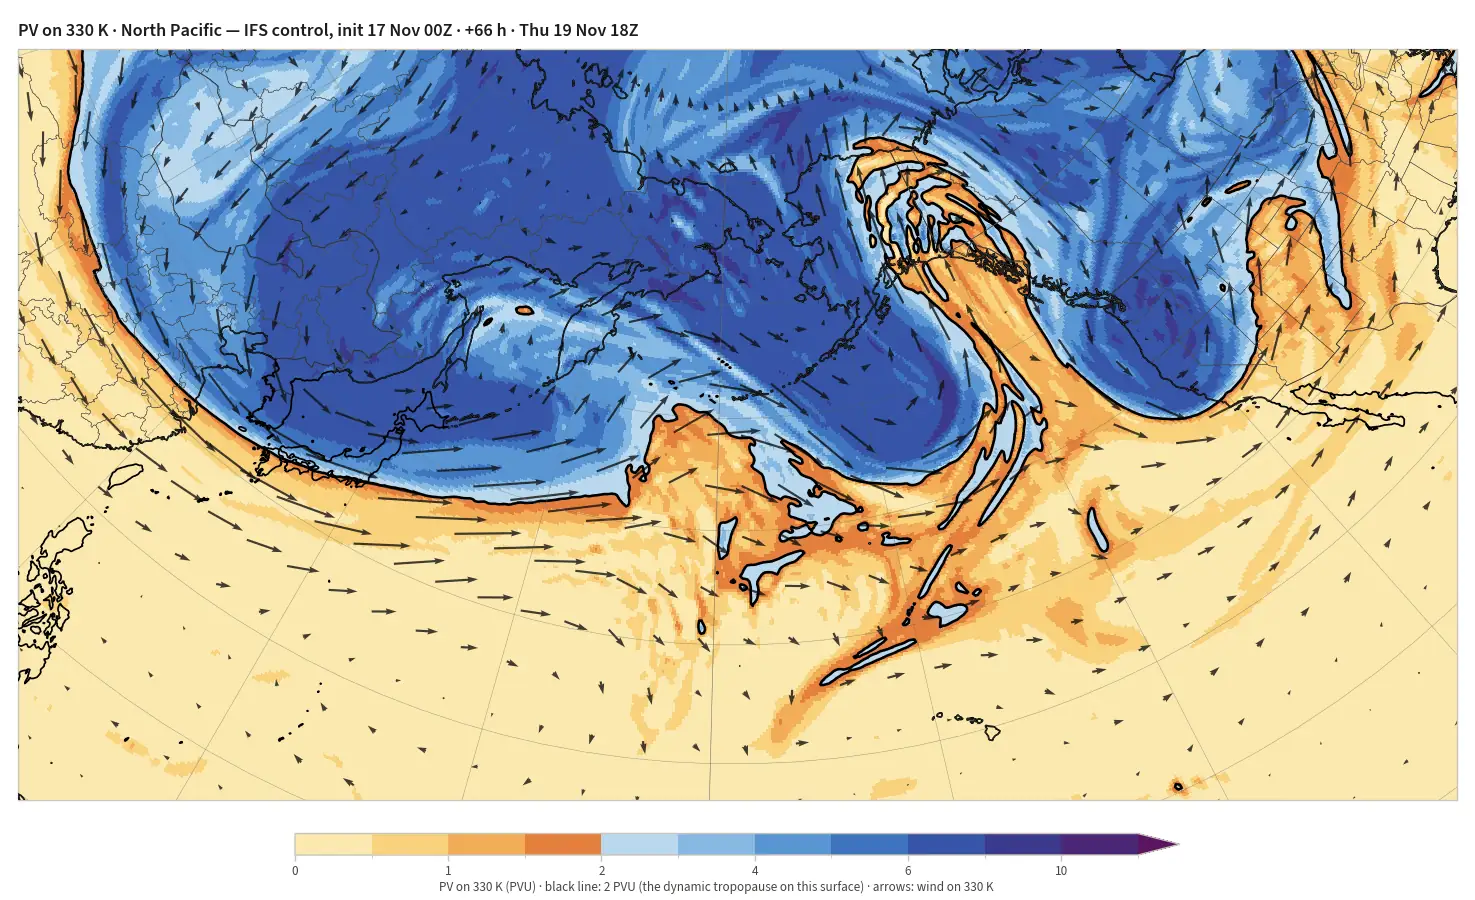 PV on 330 K · North Pacific — IFS control, init 17 Nov 00Z · +66 h · Thu 19 Nov 18Z
0 1 2 4 6 10
PV on 330 K (PVU) · black line: 2 PVU (the dynamic tropopause on this surface) · arrows: wind on 330 K